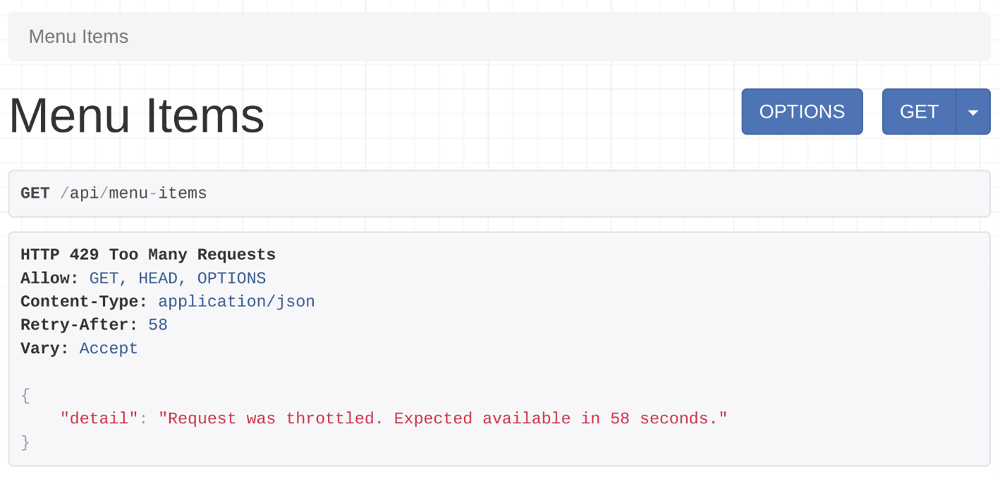 Menu Items
Menu Items
OPTIONS
GET
GET /api/menu-items
HTTP 429 Too Many Requests
Allow: GET, HEAD, OPTIONS
Content-Type: application/json
Retry-After: 58
Vary: Accept
{
    "detail": "Request was throttled. Expected available in 58 seconds."
}